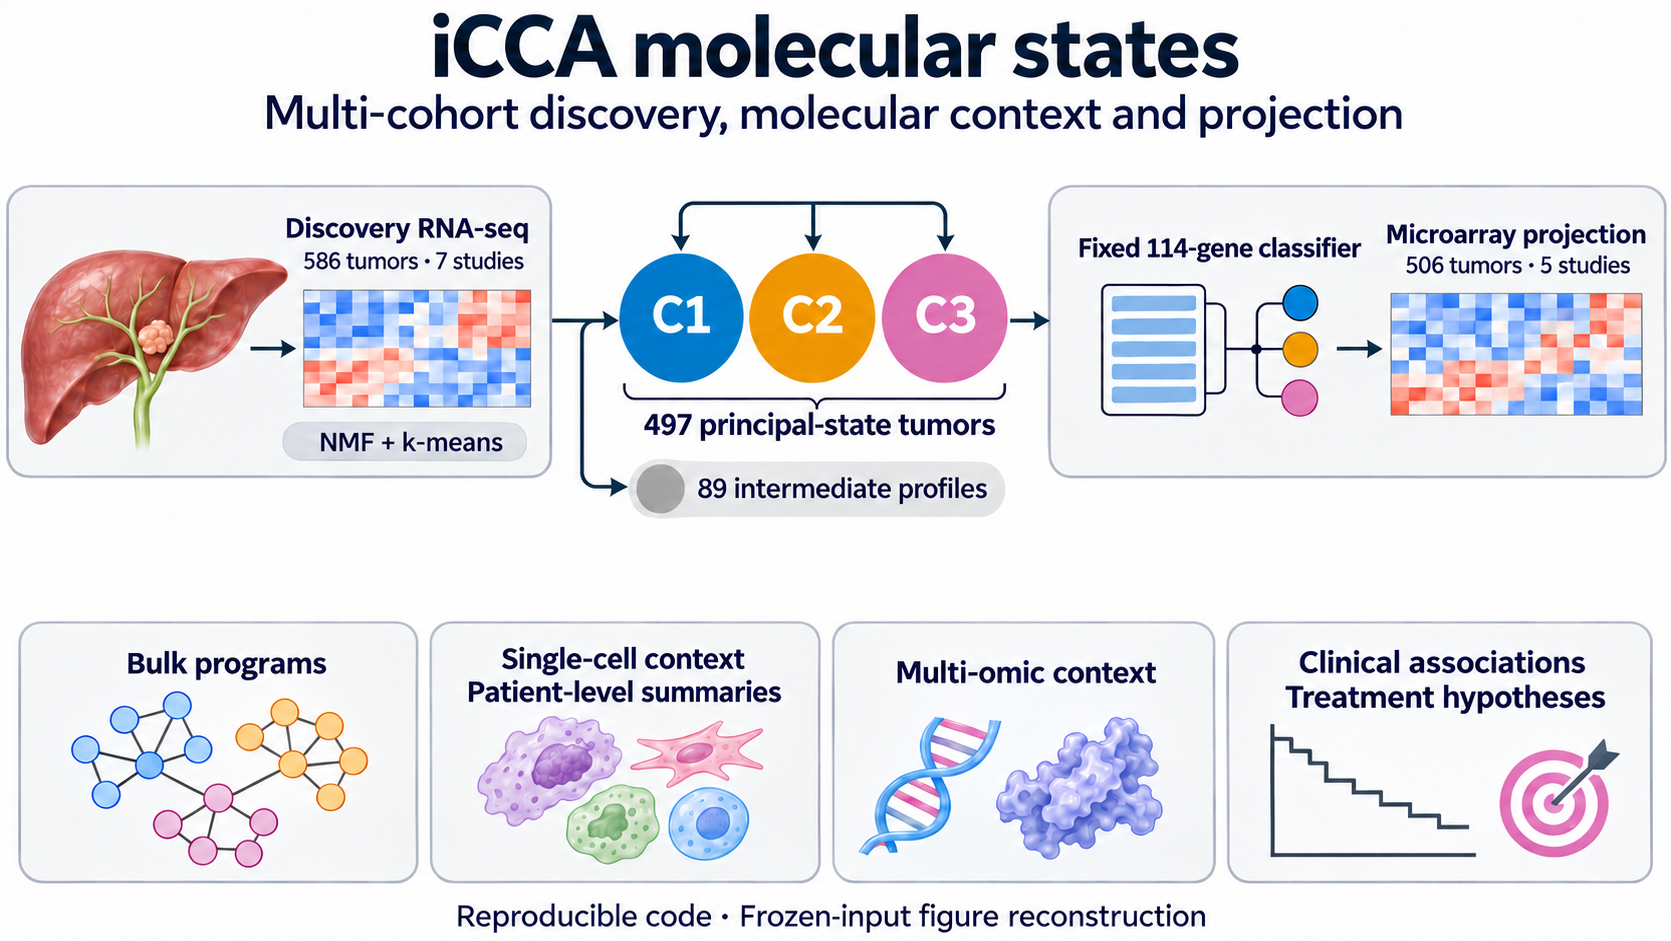 iCCA molecular states
Multi-cohort discovery, molecular context and projection
Discovery RNA-seq
586 tumors • 7 studies
NMF + k-means
C1
C2
C3
497 principal-state tumors
89 intermediate profiles
Fixed 114-gene classifier
Microarray projection
506 tumors • 5 studies
Bulk programs
Single-cell context
Patient-level summaries
Multi-omic context
Clinical associations
Treatment hypotheses
Reproducible code • Frozen-input figure reconstruction